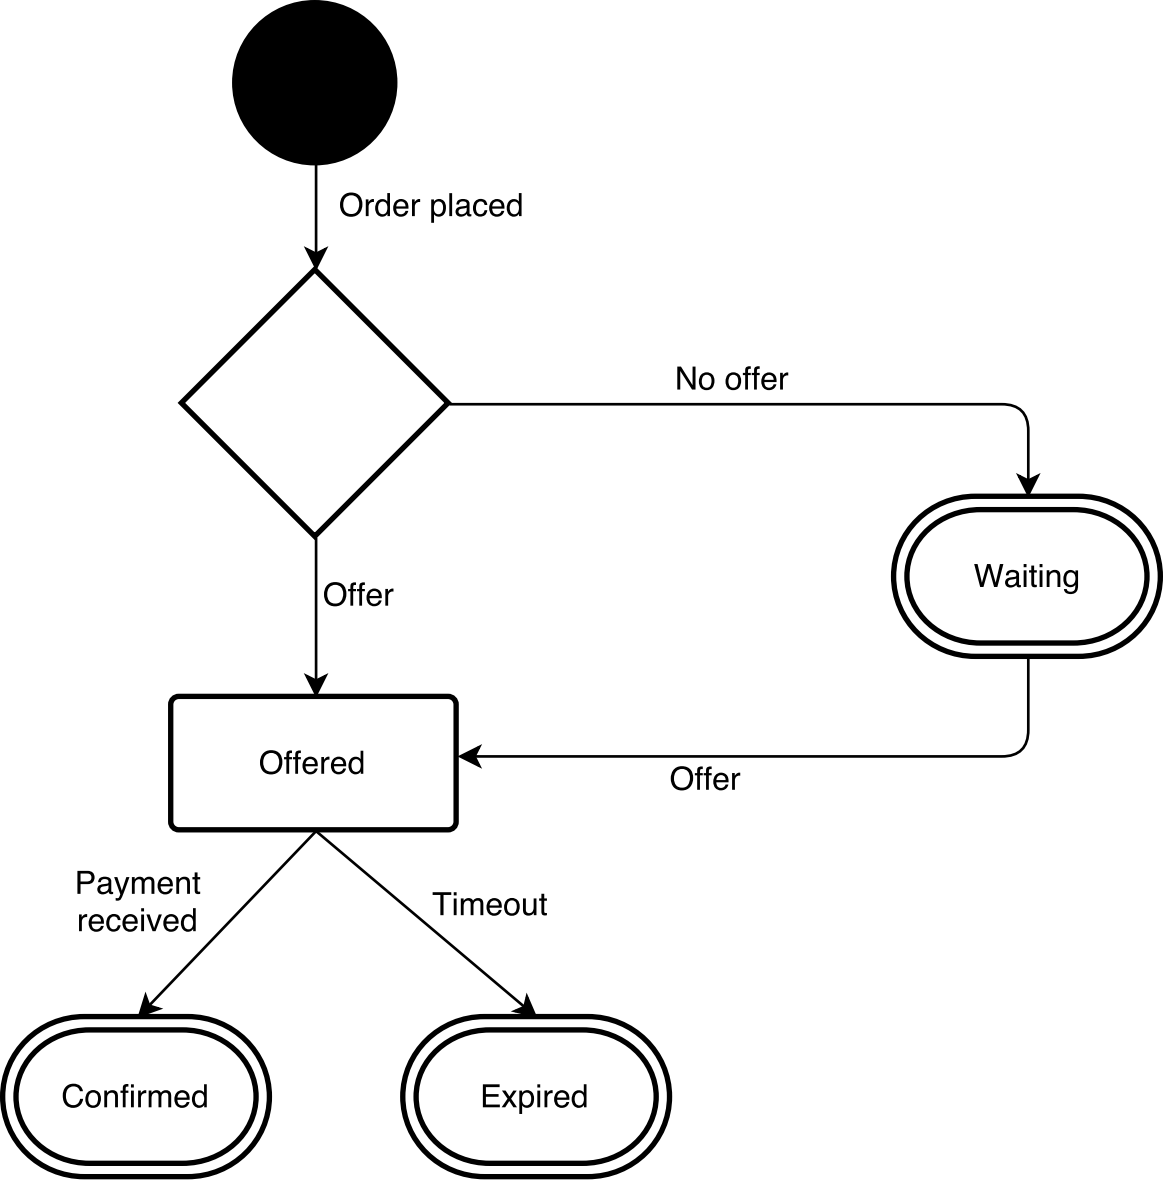 Order placed
No offer
Offer
Waiting
Offered
Offer
Payment
received
Timeout
Confirmed
Expired